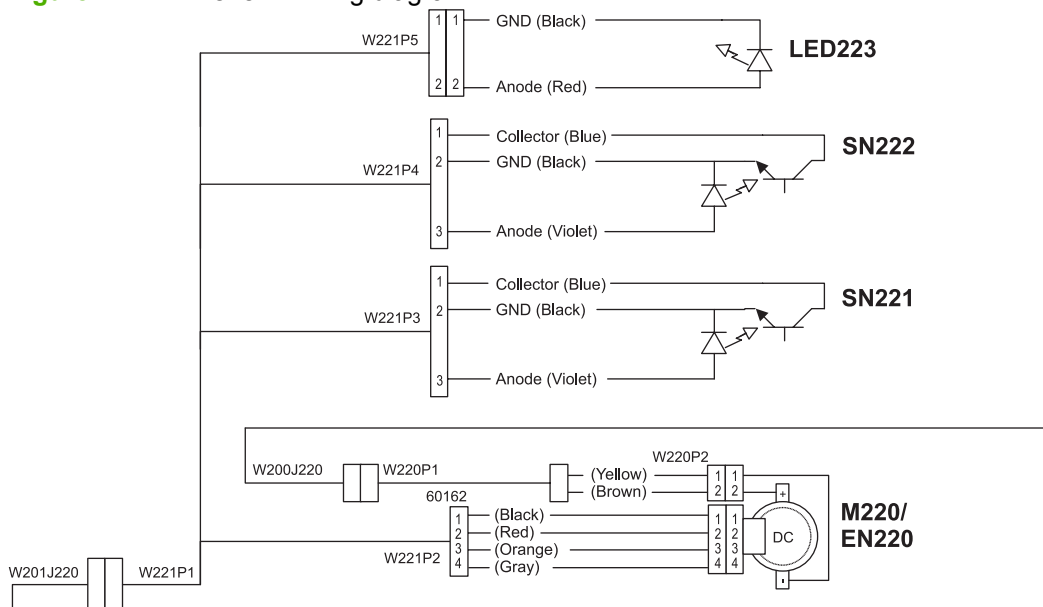 W221P5
1 1
GND (Black)
2 2
Anode (Red)
LED223
W221P4
1
Collector (Blue)
2
GND (Black)
3
Anode (Violet)
SN222
W221P3
1
Collector (Blue)
2
GND (Black)
3
Anode (Violet)
SN221
W200J220
W220P1
(Yellow)
(Brown)
W220P2
1 1
2 2
+
-
DC
M220/
EN220
60162
W221P2
1
(Black)
1 1
2
(Red)
2 2
3
(Orange)
3 3
4
(Gray)
4 4
W201J220
W221P1